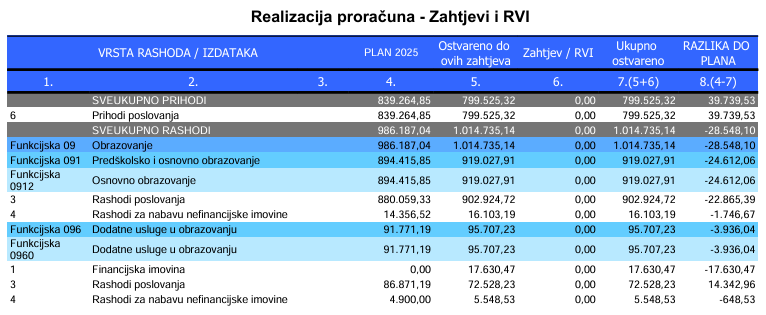 Realizacija proračuna - Zahtjevi i RVI
VRSTA RASHODA / IZDATAKA PLAN 2025 Ostvareno do ovih zahtjeva Zahtjev / RVI Ukupno ostvareno RAZLIKA DO PLANA
1. 2. 3. 4. 5. 6. 7.(5+6) 8.(4-7)
SVEUKUPNO PRIHODI 839.264,85 799.525,32 0,00 799.525,32 39.739,53
6 Prihodi poslovanja 839.264,85 799.525,32 0,00 799.525,32 39.739,53
SVEUKUPNO RASHODI 986.187,04 1.014.735,14 0,00 1.014.735,14 -28.548,10
Funkcijska 09 Obrazovanje 986.187,04 1.014.735,14 0,00 1.014.735,14 -28.548,10
Funkcijska 091 Predškolsko i osnovno obrazovanje 894.415,85 919.027,91 0,00 919.027,91 -24.612,06
Funkcijska 0912 Osnovno obrazovanje 894.415,85 919.027,91 0,00 919.027,91 -24.612,06
3 Rashodi poslovanja 880.059,33 902.924,72 0,00 902.924,72 -22.865,39
4 Rashodi za nabavu nefinancijske imovine 14.356,52 16.103,19 0,00 16.103,19 -1.746,67
Funkcijska 096 Dodatne usluge u obrazovanju 91.771,19 95.707,23 0,00 95.707,23 -3.936,04
Funkcijska 0960 Dodatne usluge u obrazovanju 91.771,19 95.707,23 0,00 95.707,23 -3.936,04
1 Financijska imovina 0,00 17.630,47 0,00 17.630,47 -17.630,47
3 Rashodi poslovanja 86.871,19 72.528,23 0,00 72.528,23 14.342,96
4 Rashodi za nabavu nefinancijske imovine 4.900,00 5.548,53 0,00 5.548,53 -648,53